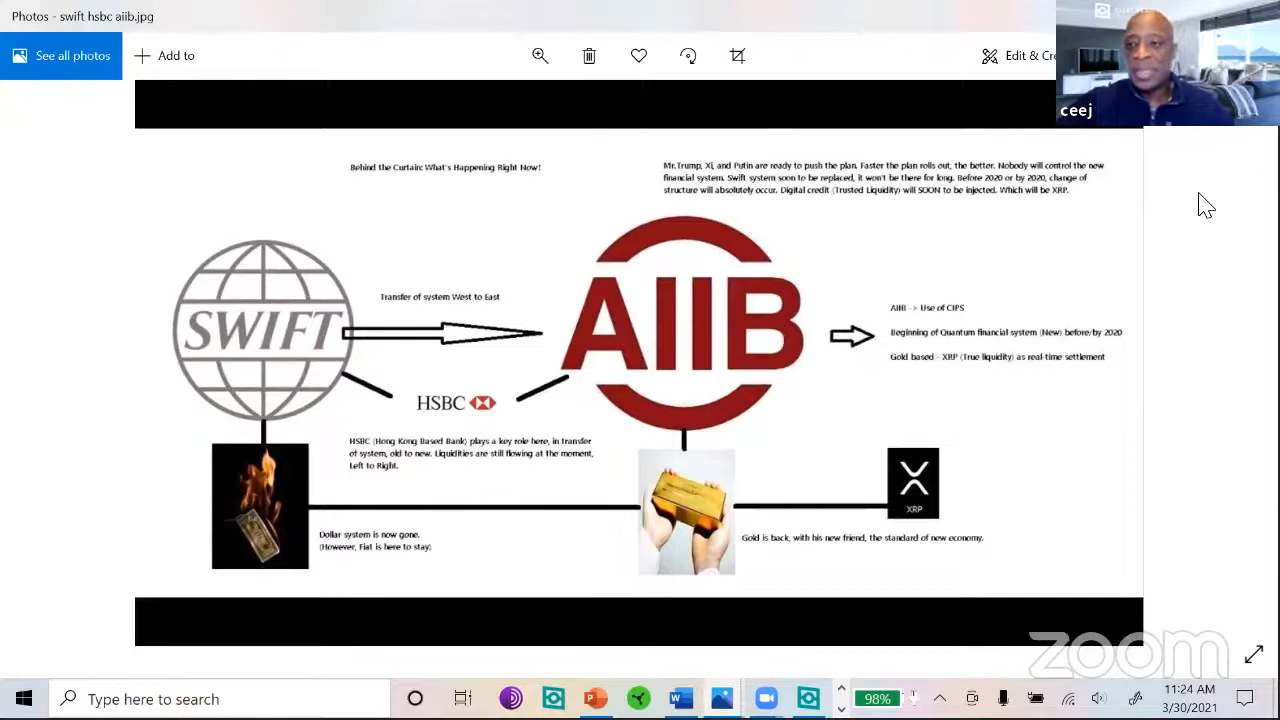 Photos - swift hsbc aiib.jpg
See all photos
Add to
Edit & Cre
ceej
Behind the Curtain: What's Happening Right Now?
Mr.Trump, Xi, and Putin are ready to push the plan. Faster the plan rolls out, the better. Nobody will control the new
financial system. Swift system soon to be replaced, it won't be there for long. Before 2020 or by 2020, change of
structure will absolutely occur. Digital credit (Trusted Liquidity) will SOON to be injected. Which will be XRP.
SWIFT
Transfer of system West to East
AIIB
AIIB -> Use of CIPS
Beginning of Quantum financial system (New) before/by 2020
Gold based - XRP (True liquidity) as real-time settlement
HSBC
HSBC (Hong Kong Based Bank) plays a key role here, in transfer
of system, old to new. Liquidities are still flowing at the moment,
Left to Right.
XRP
Dollar system is now gone.
(However, Fiat is here to stay)
Gold is back, with his new friend, the standard of new economy.
zoom
Type here to search
98%
11:24 AM
3/30/2021